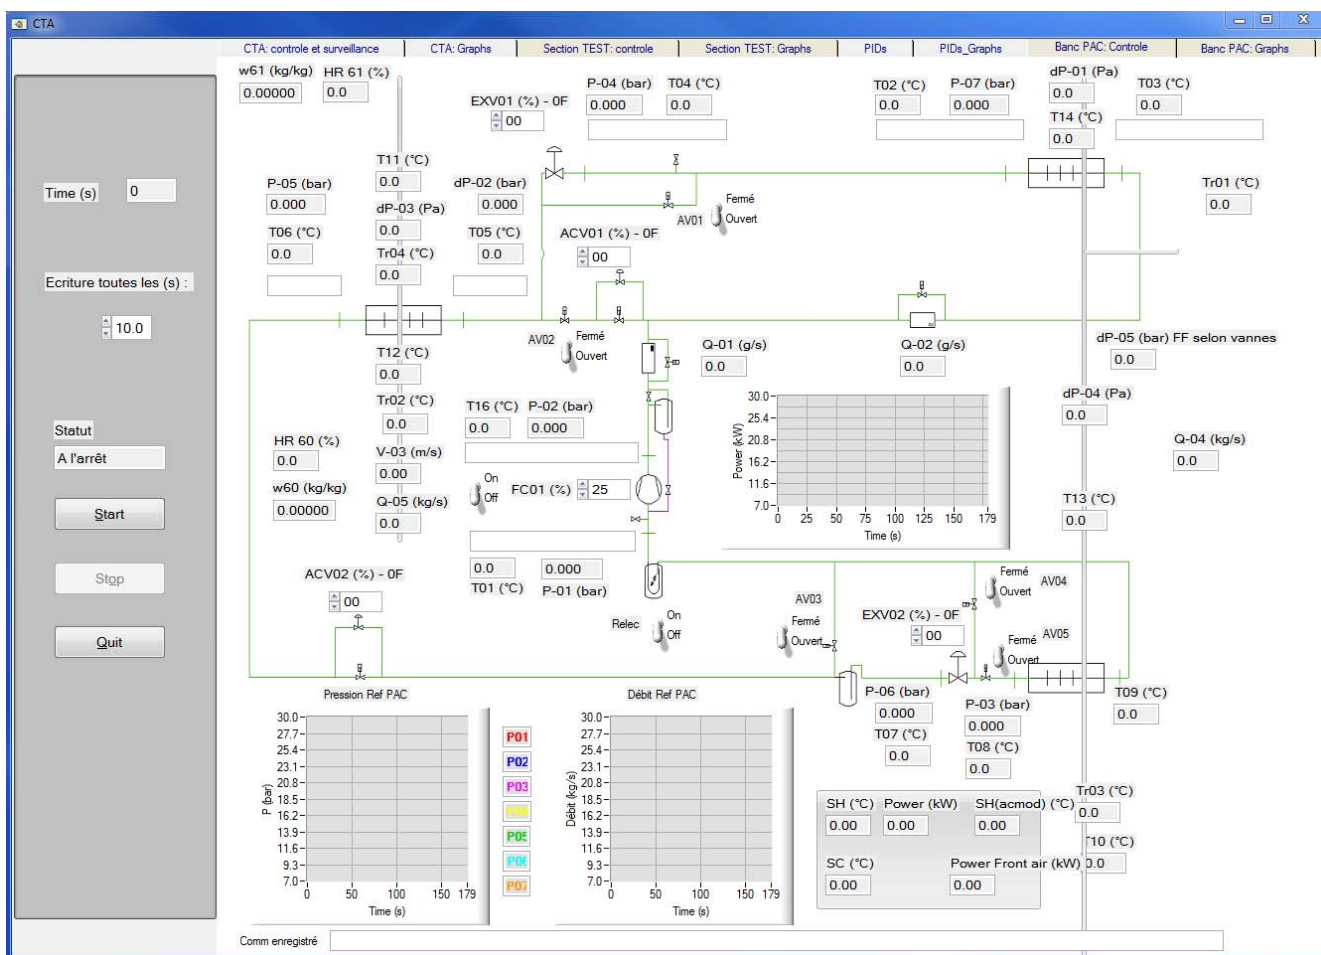 CTA
CTA: controle et surveillance CTA: Graphs Section TEST: controle Section TEST: Graphs PIDs PIDs_Graphs Banc PAC: Controle Banc PAC: Graphs
w61 (kg/kg) HR 61 (%)
0.00000 0.0
EXV01 (%) - 0F
00
P-04 (bar) T04 (°C)
0.000 0.0
T02 (°C) P-07 (bar)
0.0 0.000
dP-01 (Pa)
0.0
T03 (°C)
0.0
T14 (°C)
0.0
Time (s) 0
T11 (°C)
0.0
P-05 (bar)
0.000
dP-02 (bar)
0.000
Tr01 (°C)
0.0
AV01
Fermé
Ouvert
dP-03 (Pa)
0.0
T06 (°C)
0.0
T05 (°C)
0.0
ACV01 (%) - 0F
00
Tr04 (°C)
0.0
Ecriture toutes les (s) :
10.0
AV02
Fermé
Ouvert
Q-01 (g/s)
0.0
Q-02 (g/s)
0.0
dP-05 (bar) FF selon vannes
0.0
T12 (°C)
0.0
Tr02 (°C)
0.0
T16 (°C) P-02 (bar)
0.0 0.000
dP-04 (Pa)
0.0
Power (kW)
30.0
25.4
20.8
16.2
11.6
7.0
0 25 50 75 100 125 150 179
Time (s)
Statut
A l'arrêt
HR 60 (%)
0.0
V-03 (m/s)
0.00
Q-04 (kg/s)
0.0
w60 (kg/kg)
0.00000
Q-05 (kg/s)
0.0
On
Off
FC01 (%) 25
T13 (°C)
0.0
Start
Stop
Quit
0.0 0.000
T01 (°C) P-01 (bar)
ACV02 (%) - 0F
00
Relec
On
Off
AV03
Fermé
Ouvert
EXV02 (%) - 0F
00
Fermé
Ouvert
AV04
Fermé
Ouvert
AV05
P-06 (bar)
0.000
P-03 (bar)
0.000
T09 (°C)
0.0
T07 (°C)
0.0
T08 (°C)
0.0
Pression Ref PAC
P (bar)
30.0
27.7
25.4
23.1
20.8
18.5
16.2
13.9
11.6
9.3
7.0
0 50 100 150 179
Time (s)
P01
P02
P03
P05
P06
P07
Débit Ref PAC
Débit (kg/s)
30.0
27.7
25.4
23.1
20.8
18.5
16.2
13.9
11.6
9.3
7.0
0 50 100 150 179
Time (s)
SH (°C) Power (kW) SH(acmod) (°C)
0.00 0.00 0.00
SC (°C) Power Front air (kW)
0.00 0.00
Tr03 (°C)
0.0
T10 (°C)
0.0
Comm enregistré